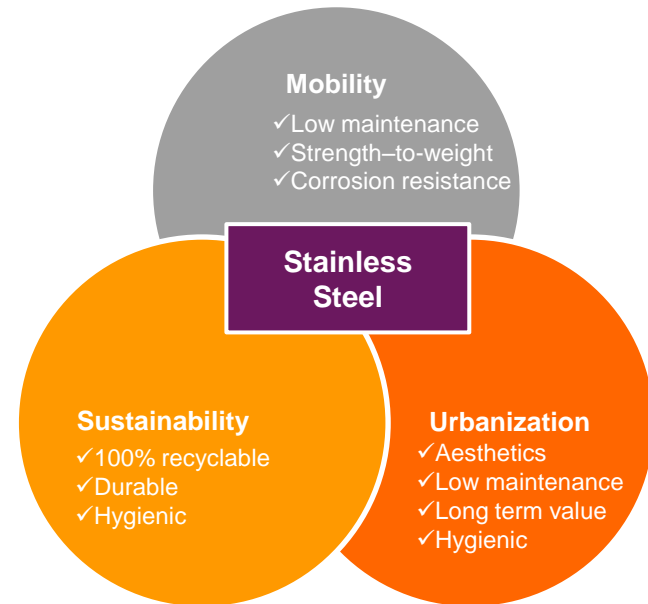 Mobility
✓Low maintenance
✓Strength–to-weight
✓Corrosion resistance
Stainless
Steel
Sustainability
✓100% recyclable
✓Durable
✓Hygienic
Urbanization
✓Aesthetics
✓Low maintenance
✓Long term value
✓Hygienic